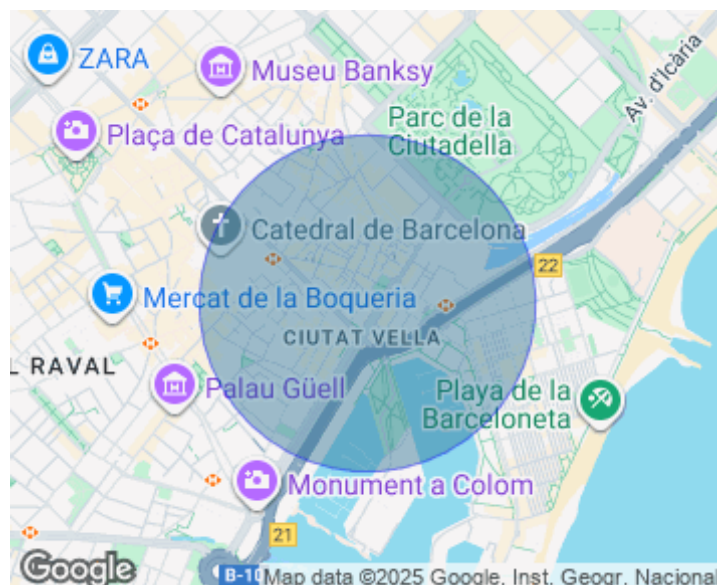 ZARA
Museu Banksy
Av. d'Icària
Parc de la
Ciutadella
Plaça de Catalunya
Catedral de Barcelona
22
Mercat de la Boqueria
CIUTAT VELLA
L RAVAL
Palau Güell
Playa de la
Barceloneta
Monument a Colom
21
Google
B-10
Map data ©2025 Google, Inst. Geogr. Nacional